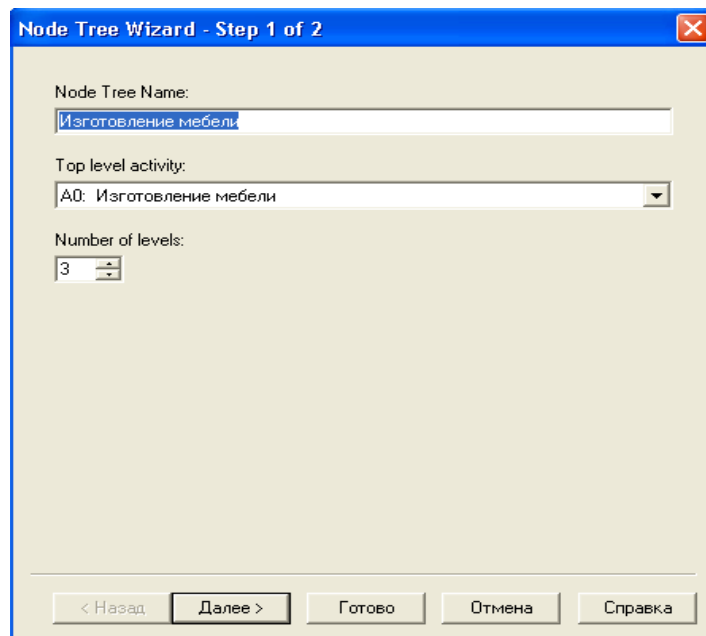 Node Tree Wizard - Step 1 of 2
Node Tree Name:
Изготовление мебели
Top level activity:
A0: Изготовление мебели
Number of levels:
3
< Назад Далее > Готово Отмена Справка